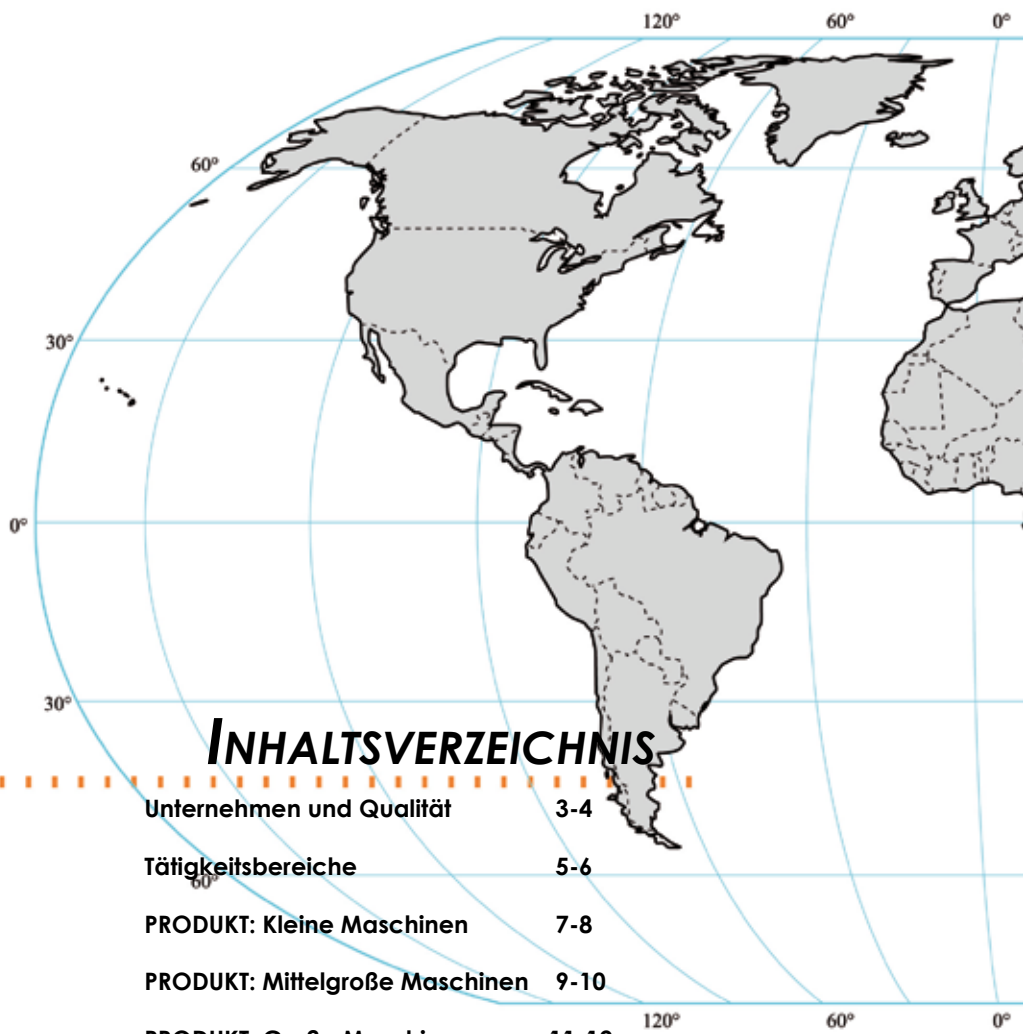 120° 60° 0°
60°
30°
0°
30°
INHALTSVERZEICHNIS
Unternehmen und Qualität 3-4
Tätigkeitsbereiche 5-6
60°
PRODUKT: Kleine Maschinen 7-8
PRODUKT: Mittelgroße Maschinen 9-10
120° 60° 0°